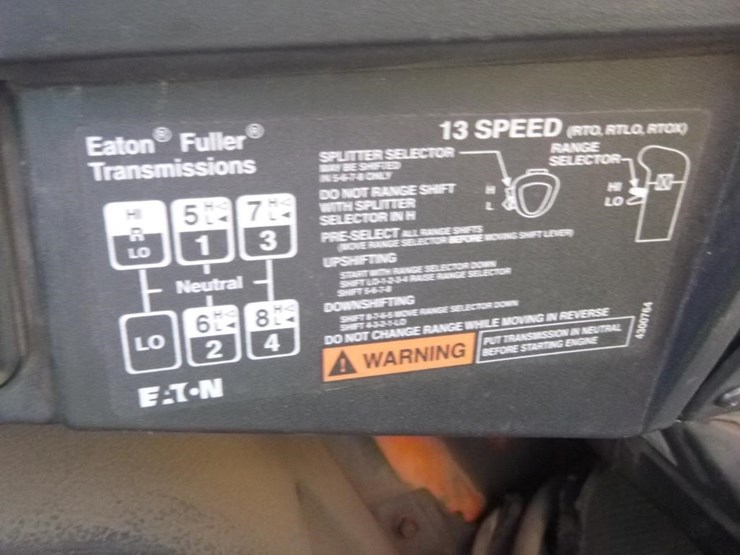 Eaton® Fuller®
Transmissions
HI
R
LO
5 H L
1
7 H L
3
Neutral
LO
6 H L
2
8 H L
4
EATON
13 SPEED (RTO, RTLO, RTOX)
SPLITTER SELECTOR
MAY BE SHIFTED
IN 5-6-7-8 ONLY
RANGE
SELECTOR
HI
LO
H
L
DO NOT RANGE SHIFT
WITH SPLITTER
SELECTOR IN H
PRE-SELECT ALL RANGE SHIFTS
(MOVE RANGE SELECTOR BEFORE MOVING SHIFT LEVER)
UPSHIFTING
START WITH RANGE SELECTOR DOWN
SHIFT LO-1-2-3-4 RAISE RANGE SELECTOR
SHIFT 5-6-7-8
DOWNSHIFTING
SHIFT 8-7-6-5 MOVE RANGE SELECTOR DOWN
SHIFT 4-3-2-1-LO
DO NOT CHANGE RANGE WHILE MOVING IN REVERSE
WARNING
PUT TRANSMISSION IN NEUTRAL
BEFORE STARTING ENGINE
4300764